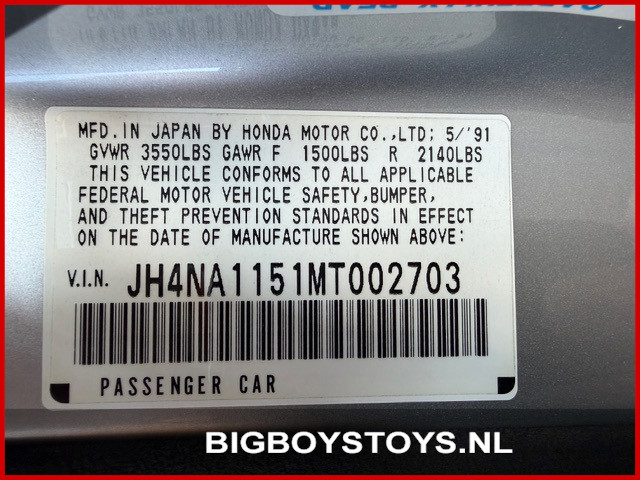 MFD. IN JAPAN BY HONDA MOTOR CO.,LTD; 5/'91
GVWR 3550LBS GAWR F 1500LBS R 2140LBS
THIS VEHICLE CONFORMS TO ALL APPLICABLE
FEDERAL MOTOR VEHICLE SAFETY,BUMPER,
AND THEFT PREVENTION STANDARDS IN EFFECT
ON THE DATE OF MANUFACTURE SHOWN ABOVE:
V.I.N. JH4NA1151MT002703
PASSENGER CAR
BIGBOYSTOYS.NL